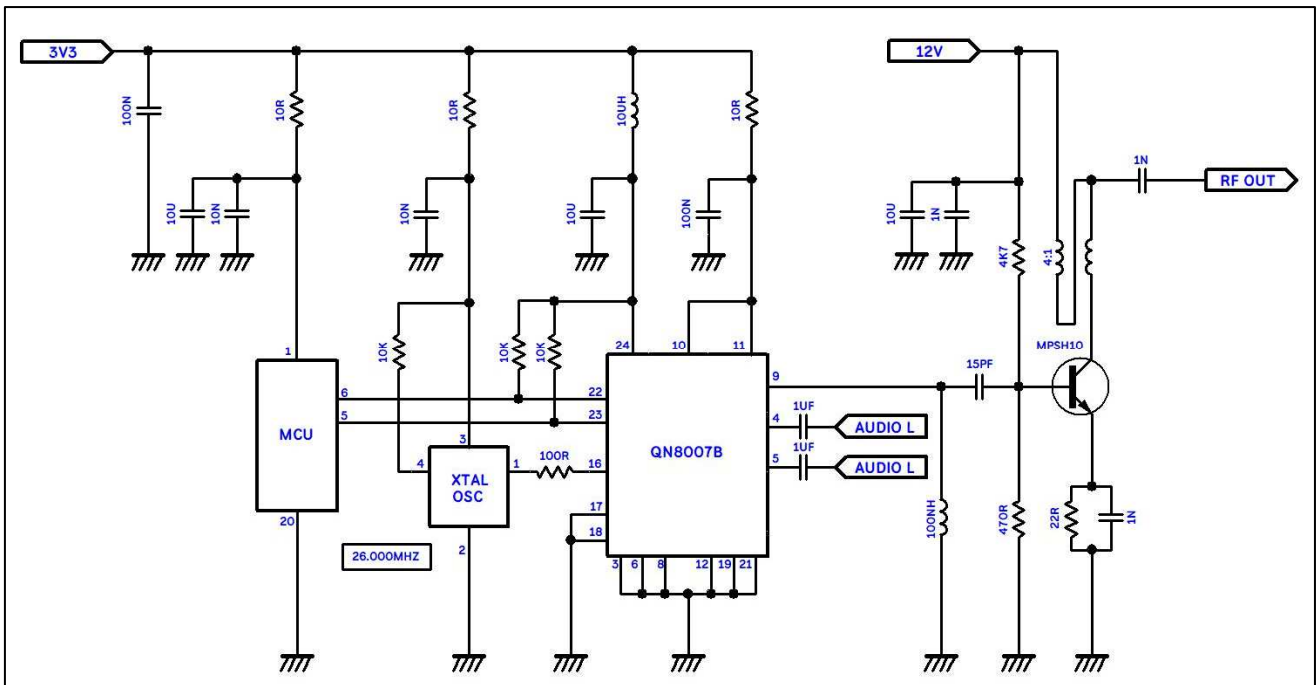 3V3
12V
100N
10R
10R
10UH
10R
1N
RF OUT
10U
10N
10N
10U
100N
10U
1N
4K7
4:1
MPSH10
10K
10K
10K
1
24
10
11
15PF
9
6
22
5
23
1UF
4
AUDIO L
MCU
QN8007B
3
1UF
5
AUDIO L
4
1
100R
16
XTAL
OSC
17
100NH
470R
22R
1N
20
18
2
26.000MHZ
3
6
8
12
19
21